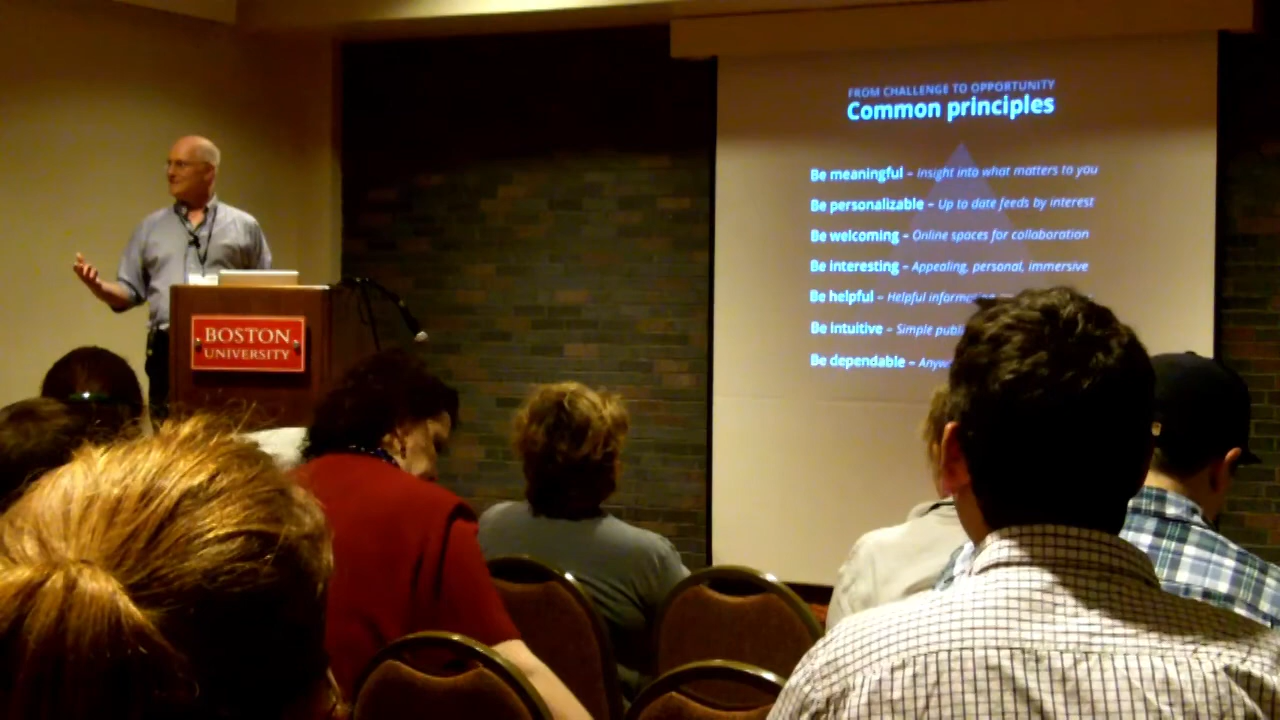 BOSTON
UNIVERSITY
FROM CHALLENGE TO OPPORTUNITY
Common principles
Be meaningful – Insight into what matters to you
Be personalizable – Up to date feeds by interest
Be welcoming – Online spaces for collaboration
Be interesting – Appealing, personal, immersive
Be helpful – Helpful
Be intuitive – Simple
Be dependable –